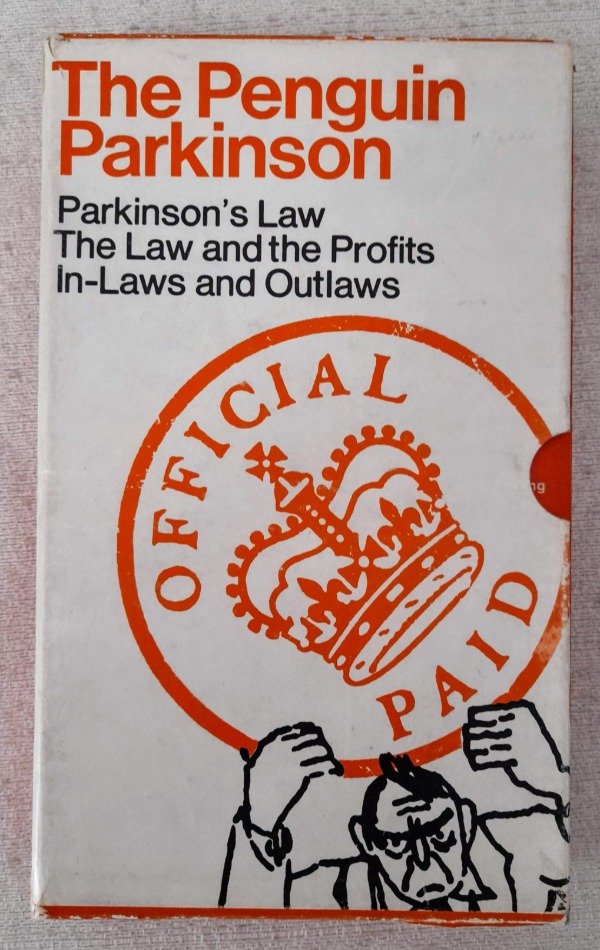 The Penguin
Parkinson
Parkinson's Law
The Law and the Profits
In-Laws and Outlaws
OFFICIAL
PAID